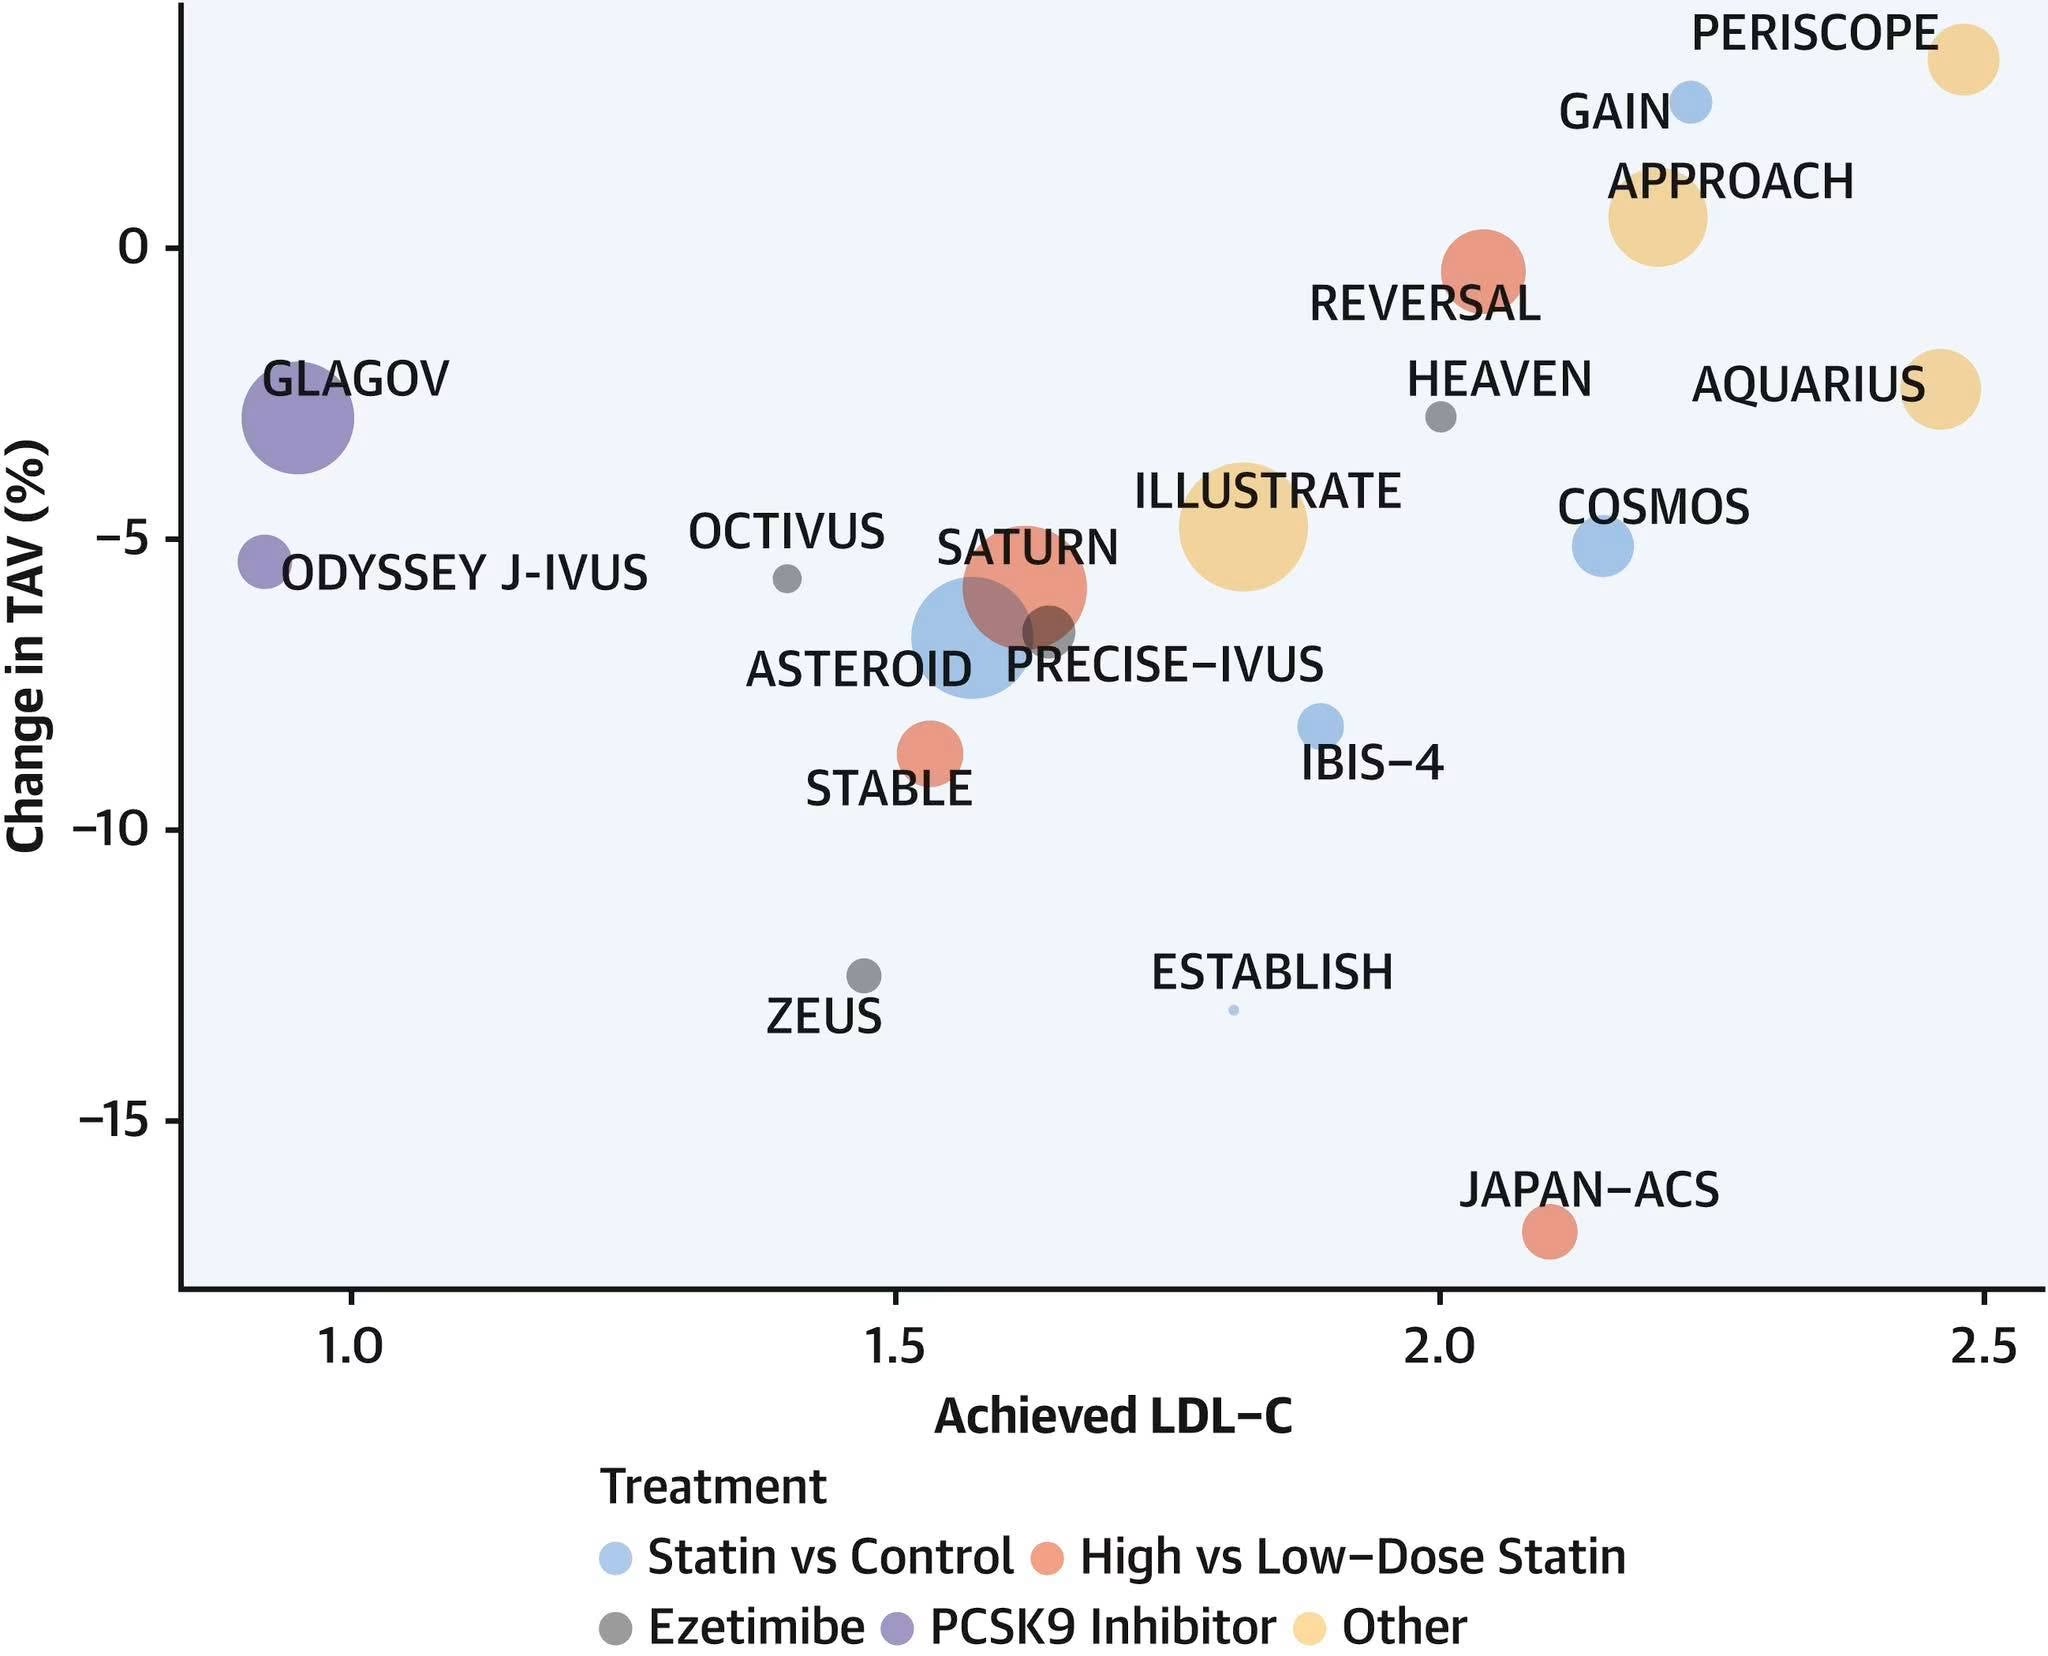 PERISCOPE
GAIN
APPROACH
0
REVERSAL
GLAGOV
HEAVEN
AQUARIUS
ILLUSTRATE
COSMOS
OCTIVUS
SATURN
−5
ODYSSEY J-IVUS
ASTEROID
PRECISE−IVUS
IBIS−4
STABLE
−10
Change in TAV (%)
ESTABLISH
ZEUS
−15
JAPAN−ACS
1.0 1.5 2.0 2.5
Achieved LDL−C
Treatment
Statin vs Control High vs Low−Dose Statin
Ezetimibe PCSK9 Inhibitor Other